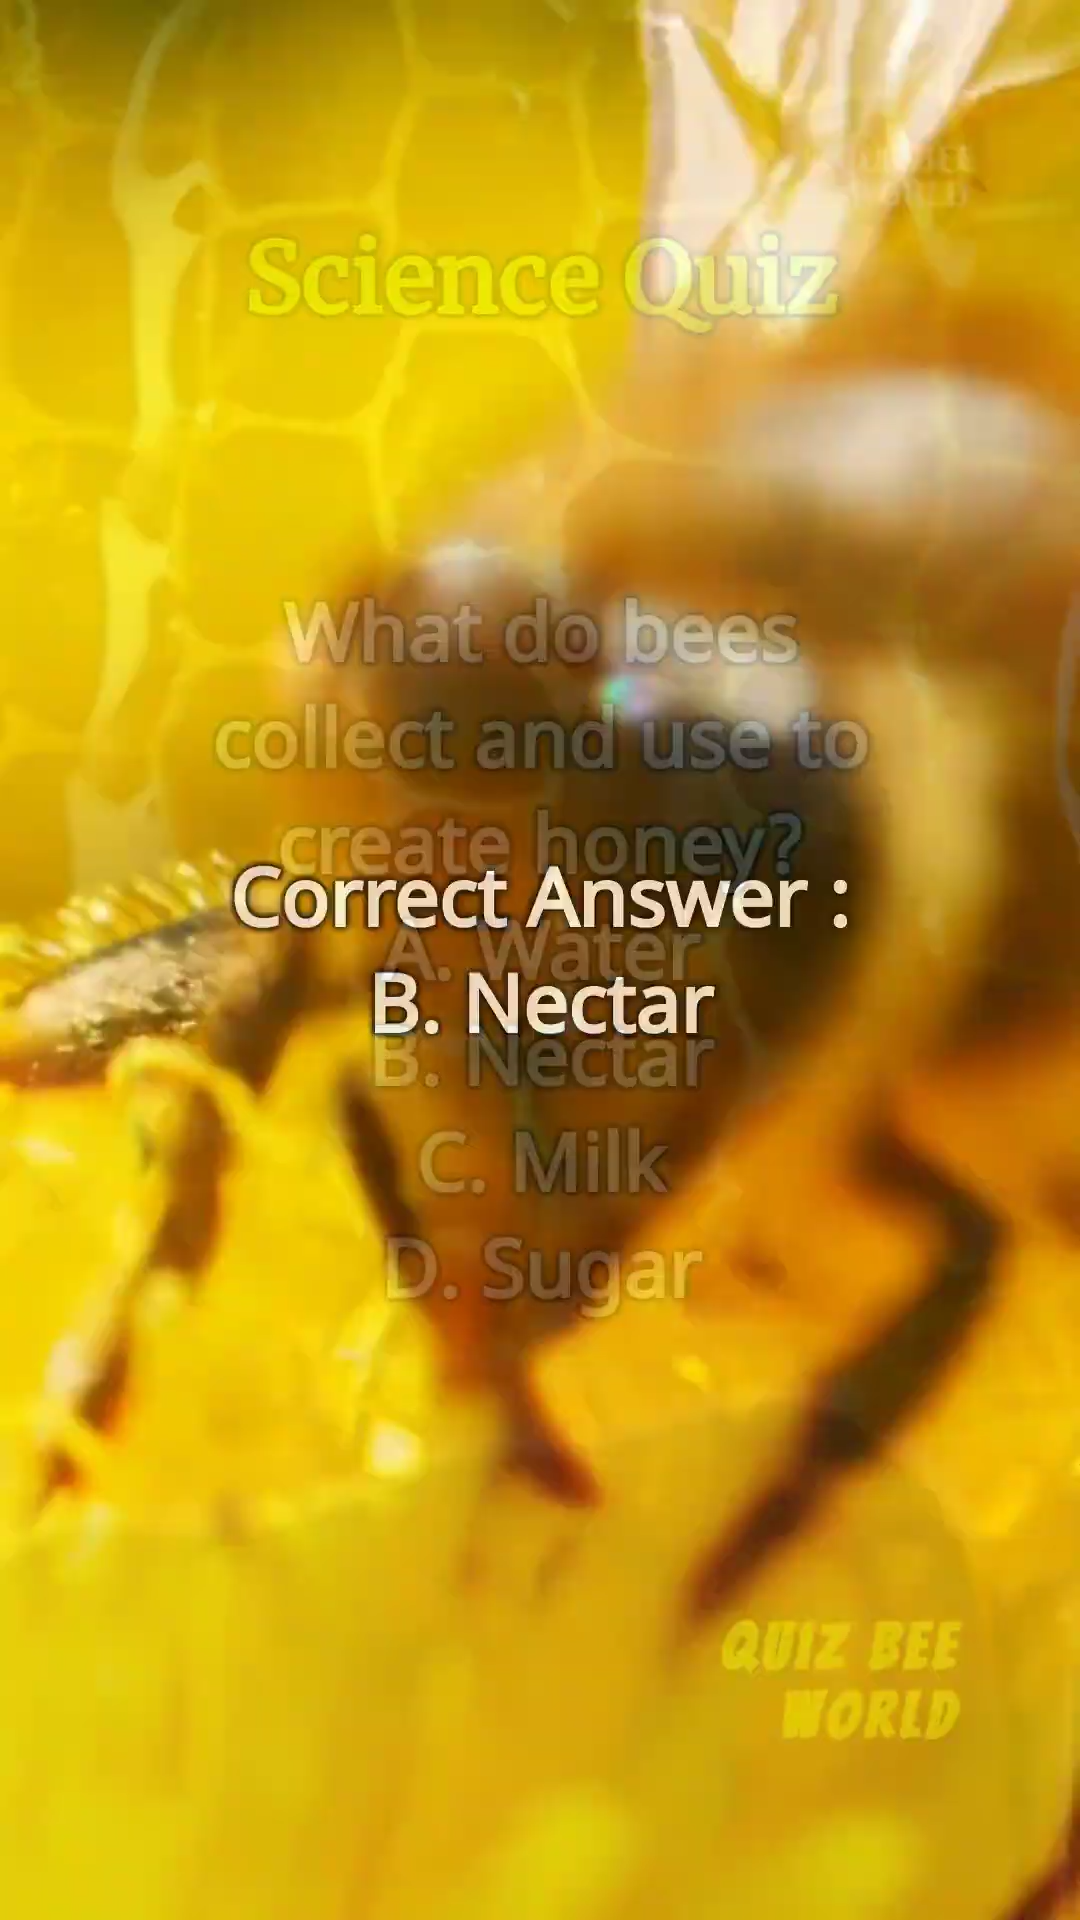 Science Quiz
What do bees
collect and use to
create honey?
Correct Answer :
A. Water
B. Nectar
B. Nectar
C. Milk
D. Sugar
QUIZ BEE
WORLD